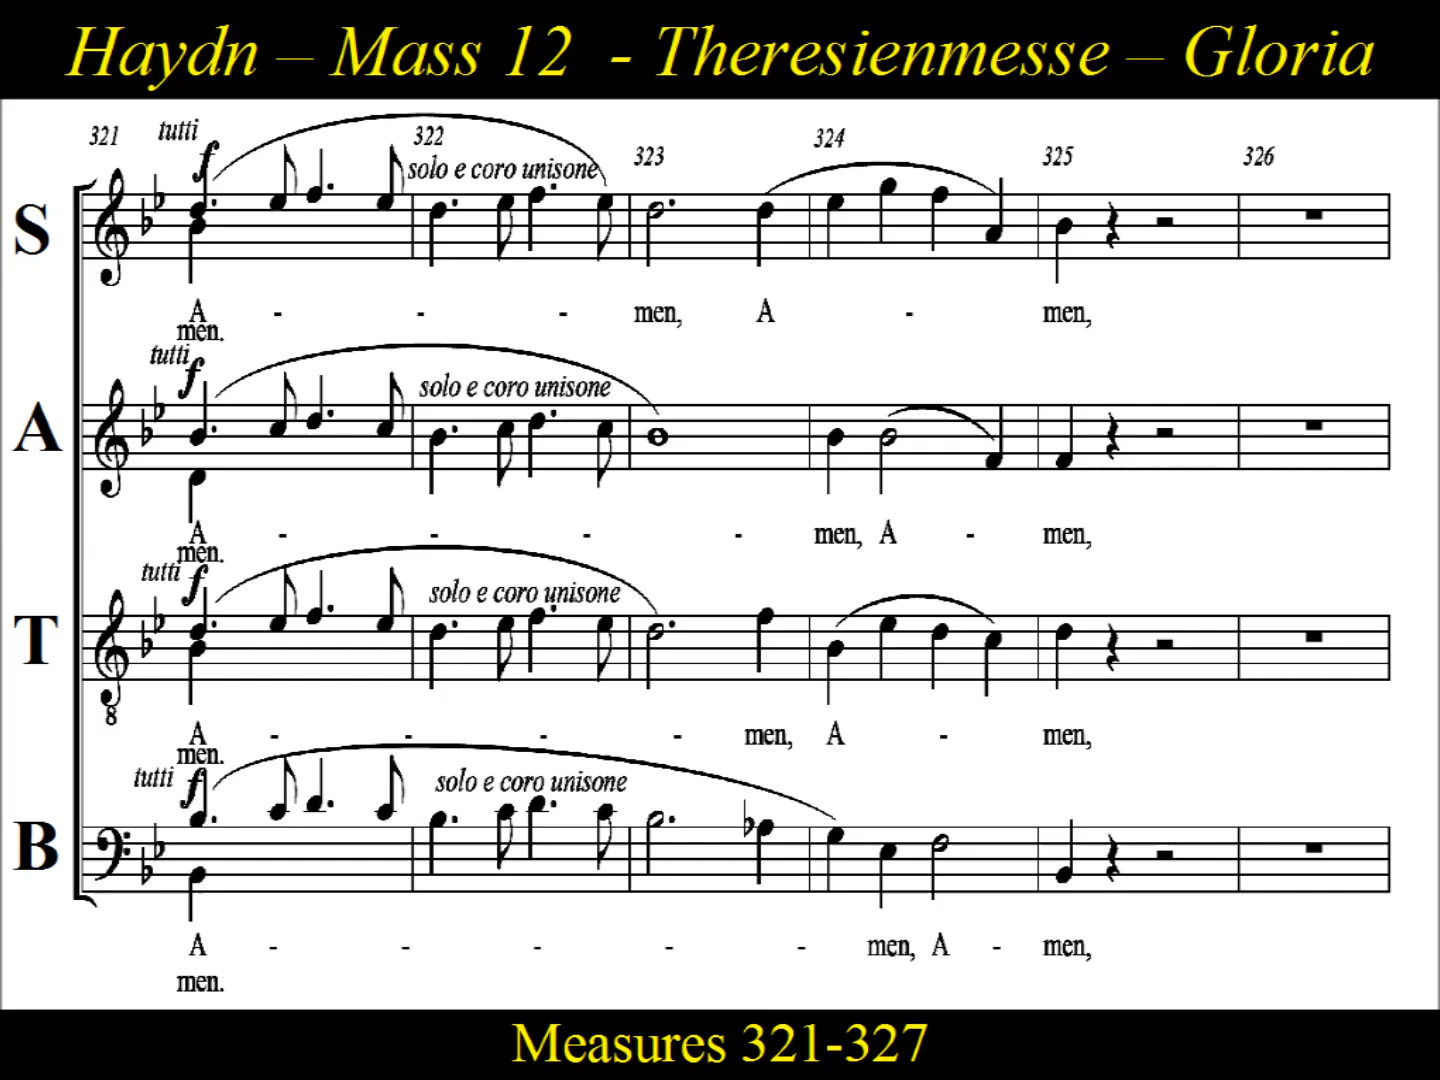 Haydn – Mass 12 - Theresienmesse – Gloria
321 tutti 322 323 324 325 326
f solo e coro unisone
S
A - - - men, A - men,
men.
tutti
f solo e coro unisone
A
A - - - - men, A - men,
men.
tutti f solo e coro unisone
T
8
A - - - - men, A - men,
men.
tutti f solo e coro unisone
B
A - - - - - men, A - men,
men.
Measures 321-327